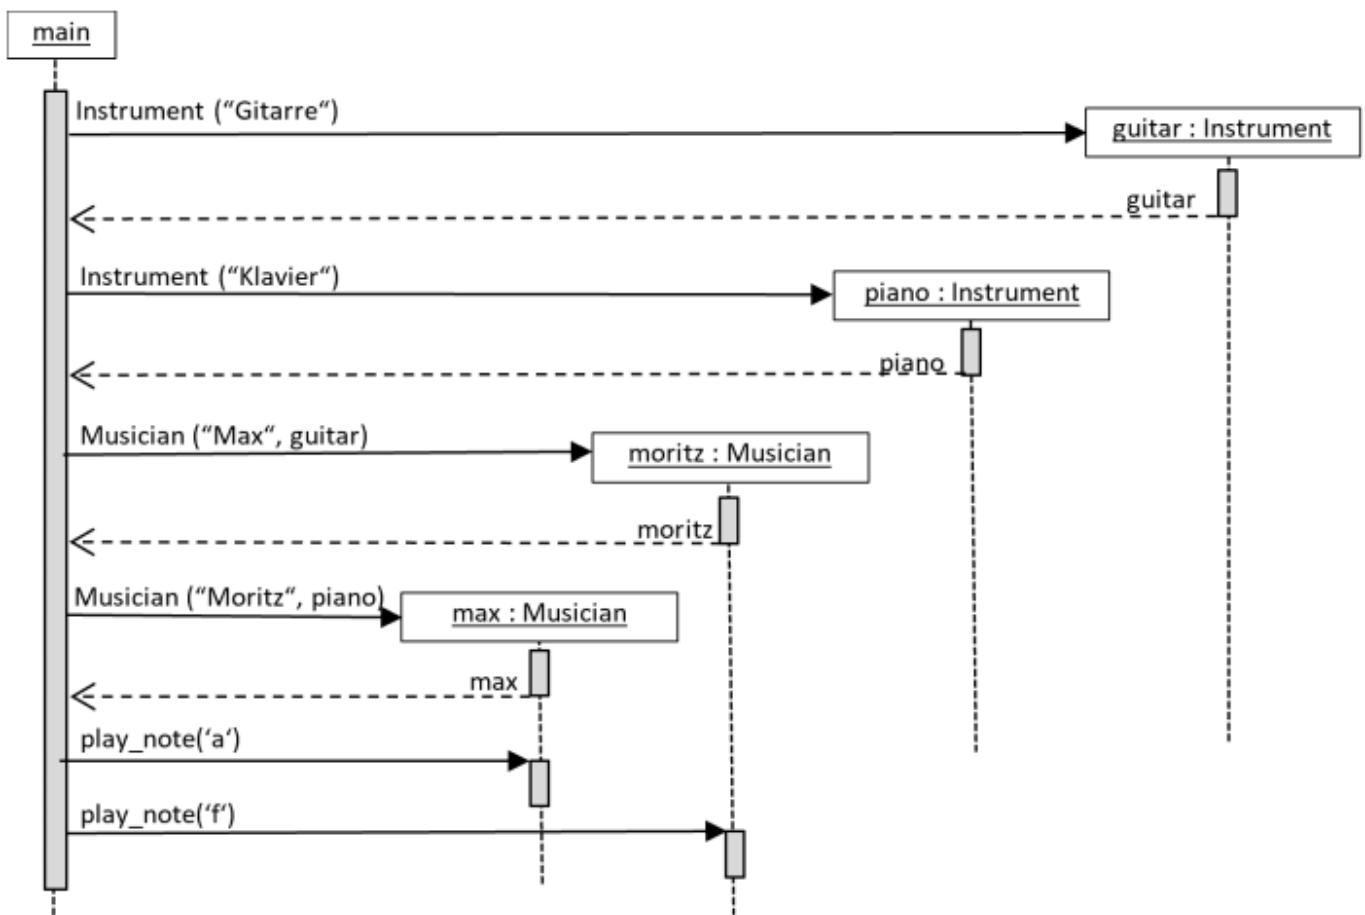 main
Instrument (“Gitarre“)
guitar : Instrument
guitar
Instrument (“Klavier“)
piano : Instrument
piano
Musician (“Max“, guitar)
moritz : Musician
moritz
Musician (“Moritz“, piano)
max : Musician
max
play_note(‘a‘)
play_note(‘f‘)